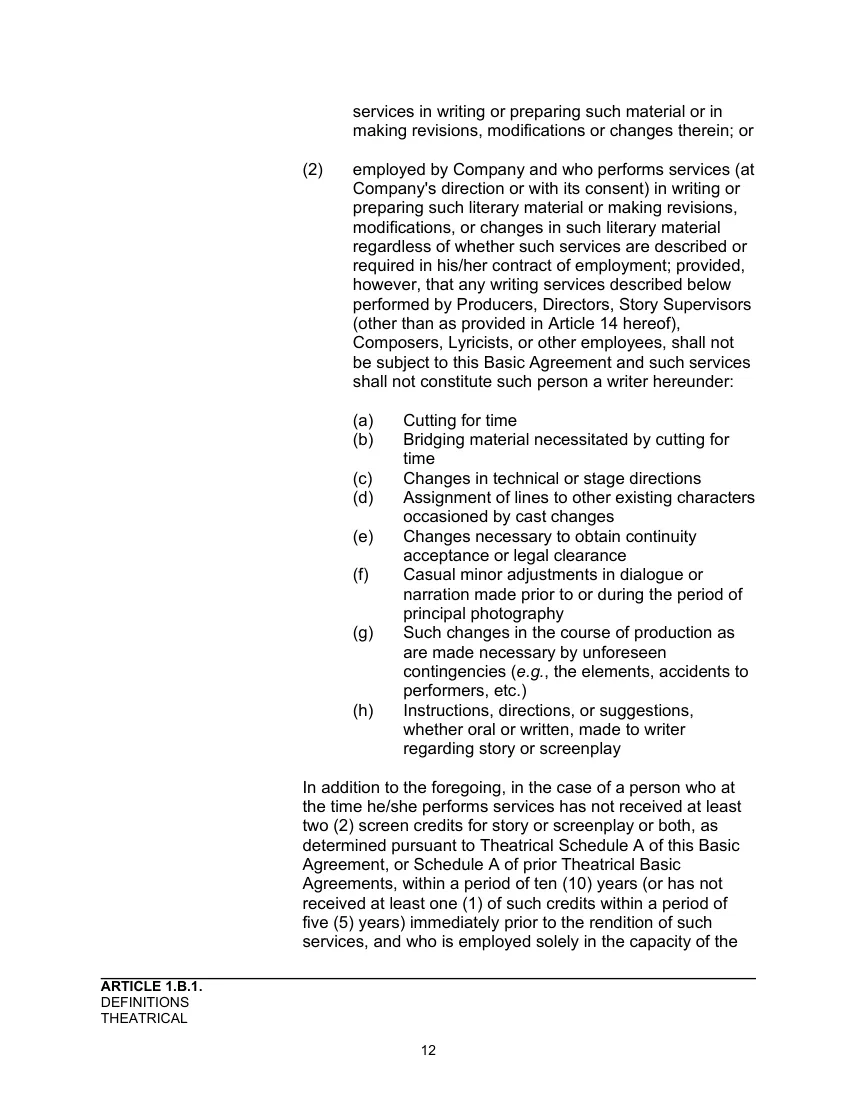 services in writing or preparing such material or in
making revisions, modifications or changes therein; or
(2) employed by Company and who performs services (at
Company's direction or with its consent) in writing or
preparing such literary material or making revisions,
modifications, or changes in such literary material
regardless of whether such services are described or
required in his/her contract of employment; provided,
however, that any writing services described below
performed by Producers, Directors, Story Supervisors
(other than as provided in Article 14 hereof),
Composers, Lyricists, or other employees, shall not
be subject to this Basic Agreement and such services
shall not constitute such person a writer hereunder:
(a) Cutting for time
(b) Bridging material necessitated by cutting for
time
(c) Changes in technical or stage directions
(d) Assignment of lines to other existing characters
occasioned by cast changes
(e) Changes necessary to obtain continuity
acceptance or legal clearance
(f) Casual minor adjustments in dialogue or
narration made prior to or during the period of
principal photography
(g) Such changes in the course of production as
are made necessary by unforeseen
contingencies (e.g., the elements, accidents to
performers, etc.)
(h) Instructions, directions, or suggestions,
whether oral or written, made to writer
regarding story or screenplay
In addition to the foregoing, in the case of a person who at
the time he/she performs services has not received at least
two (2) screen credits for story or screenplay or both, as
determined pursuant to Theatrical Schedule A of this Basic
Agreement, or Schedule A of prior Theatrical Basic
Agreements, within a period of ten (10) years (or has not
received at least one (1) of such credits within a period of
five (5) years) immediately prior to the rendition of such
services, and who is employed solely in the capacity of the
ARTICLE 1.B.1.
DEFINITIONS
THEATRICAL
12